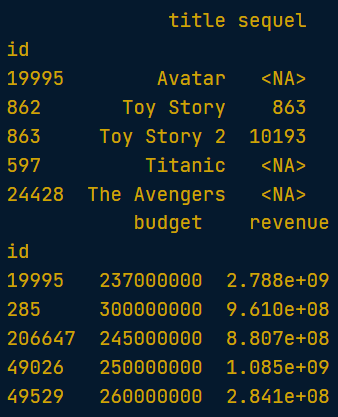 title sequel
id
19995 Avatar <NA>
862 Toy Story 863
863 Toy Story 2 10193
597 Titanic <NA>
24428 The Avengers <NA>
budget revenue
id
19995 237000000 2.788e+09
285 300000000 9.610e+08
206647 245000000 8.807e+08
49026 250000000 1.085e+09
49529 260000000 2.841e+08